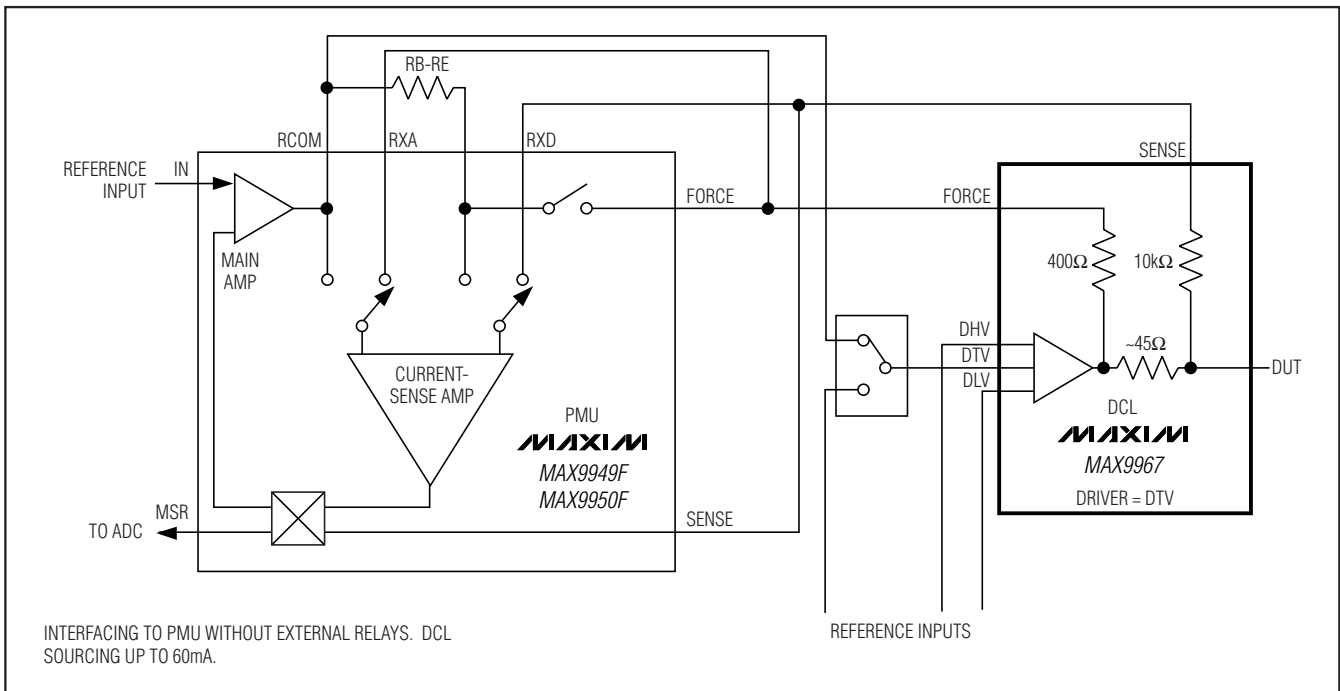 RB-RE
RCOM
RXA
RXD
SENSE
REFERENCE
INPUT
IN
FORCE
FORCE
MAIN
AMP
400Ω
10kΩ
DHV
DTV
DLV
~45Ω
DUT
CURRENT-
SENSE AMP
PMU
MAXIM
MAX9949F
MAX9950F
DCL
MAXIM
MAX9967
DRIVER = DTV
MSR
TO ADC
SENSE
REFERENCE INPUTS
INTERFACING TO PMU WITHOUT EXTERNAL RELAYS. DCL
SOURCING UP TO 60mA.